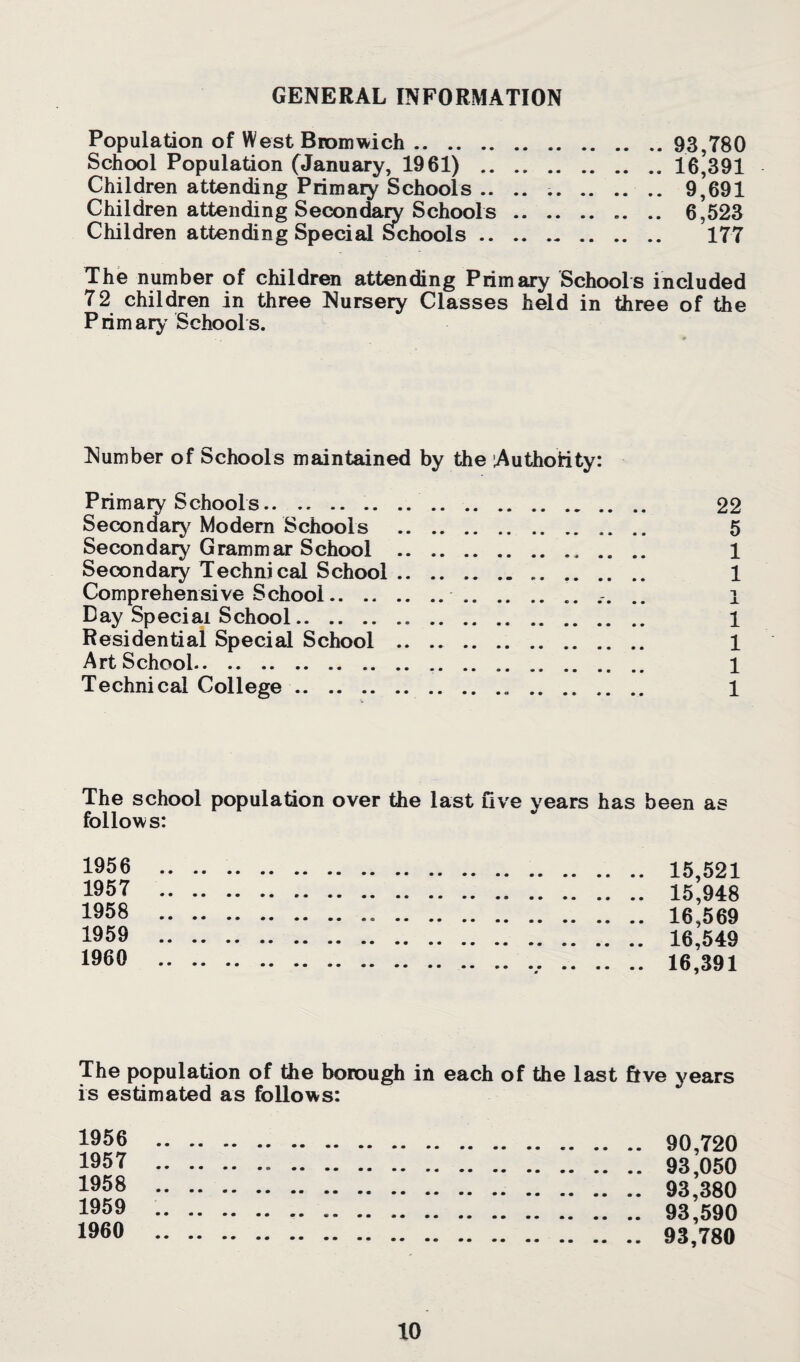 GENERAL INFORMATION
Population of West Bromwich .. .. .. .. .. .. .. .. 93,780
School Population (January, 1961) .. .. .. .. .. .. 16,391
Children attending Primary Schools .. .. .. .. .. .. 9,691
Children attending Secondary Schools .. .. .. .. .. 6,523
Children attending Special Schools .. .. .. .. .. .. 177
The number of children attending Primary Schools included
72 children in three Nursery Classes held in three of the
Primary Schools.
Number of Schools maintained by the Authority:
Primary Schools .. .. .. .. .. .. .. .. .. .. .. 22
Secondary Modern Schools .. .. .. .. .. .. .. .. 5
Secondary Grammar School .. .. .. .. .. .. .. .. 1
Secondary Technical School .. .. .. .. .. .. .. .. 1
Comprehensive School .. .. .. .. .. .. .. .. .. .. 1
Day Special School .. .. .. .. .. .. .. .. .. .. .. 1
Residential Special School .. .. .. .. .. .. .. .. 1
Art School .. .. .. .. .. .. .. .. .. .. .. .. .. 1
Technical College .. .. .. .. .. .. .. .. .. .. .. 1
The school population over the last five years has been as
follows:
1956 .. .. .. .. .. .. .. .. .. .. .. .. .. .. .. 15,521
1957 .. .. .. .. .. .. .. .. .. .. .. .. .. .. .. 15,948
1958 .. .. .. .. .. .. .. .. .. .. .. .. .. .. .. 16,569
1959 .. .. .. .. .. .. .. .. .. .. .. .. .. .. .. 16,549
1960 .. .. .. .. .. .. .. .. .. .. .. .. .. .. .. 16,391
The population of the borough in each of the last five years
is estimated as follows:
1956 .. .. .. .. .. .. .. .. .. .. .. .. .. .. .. 90,720
1957 .. .. .. .. .. .. .. .. .. .. .. .. .. .. .. 93,050
1958 .. .. .. .. .. .. .. .. .. .. .. .. .. .. .. 93,380
1959 .. .. .. .. .. .. .. .. .. .. .. .. .. .. .. 93,590
1960 .. .. .. .. .. .. .. .. .. .. .. .. .. .. .. 93,780
10